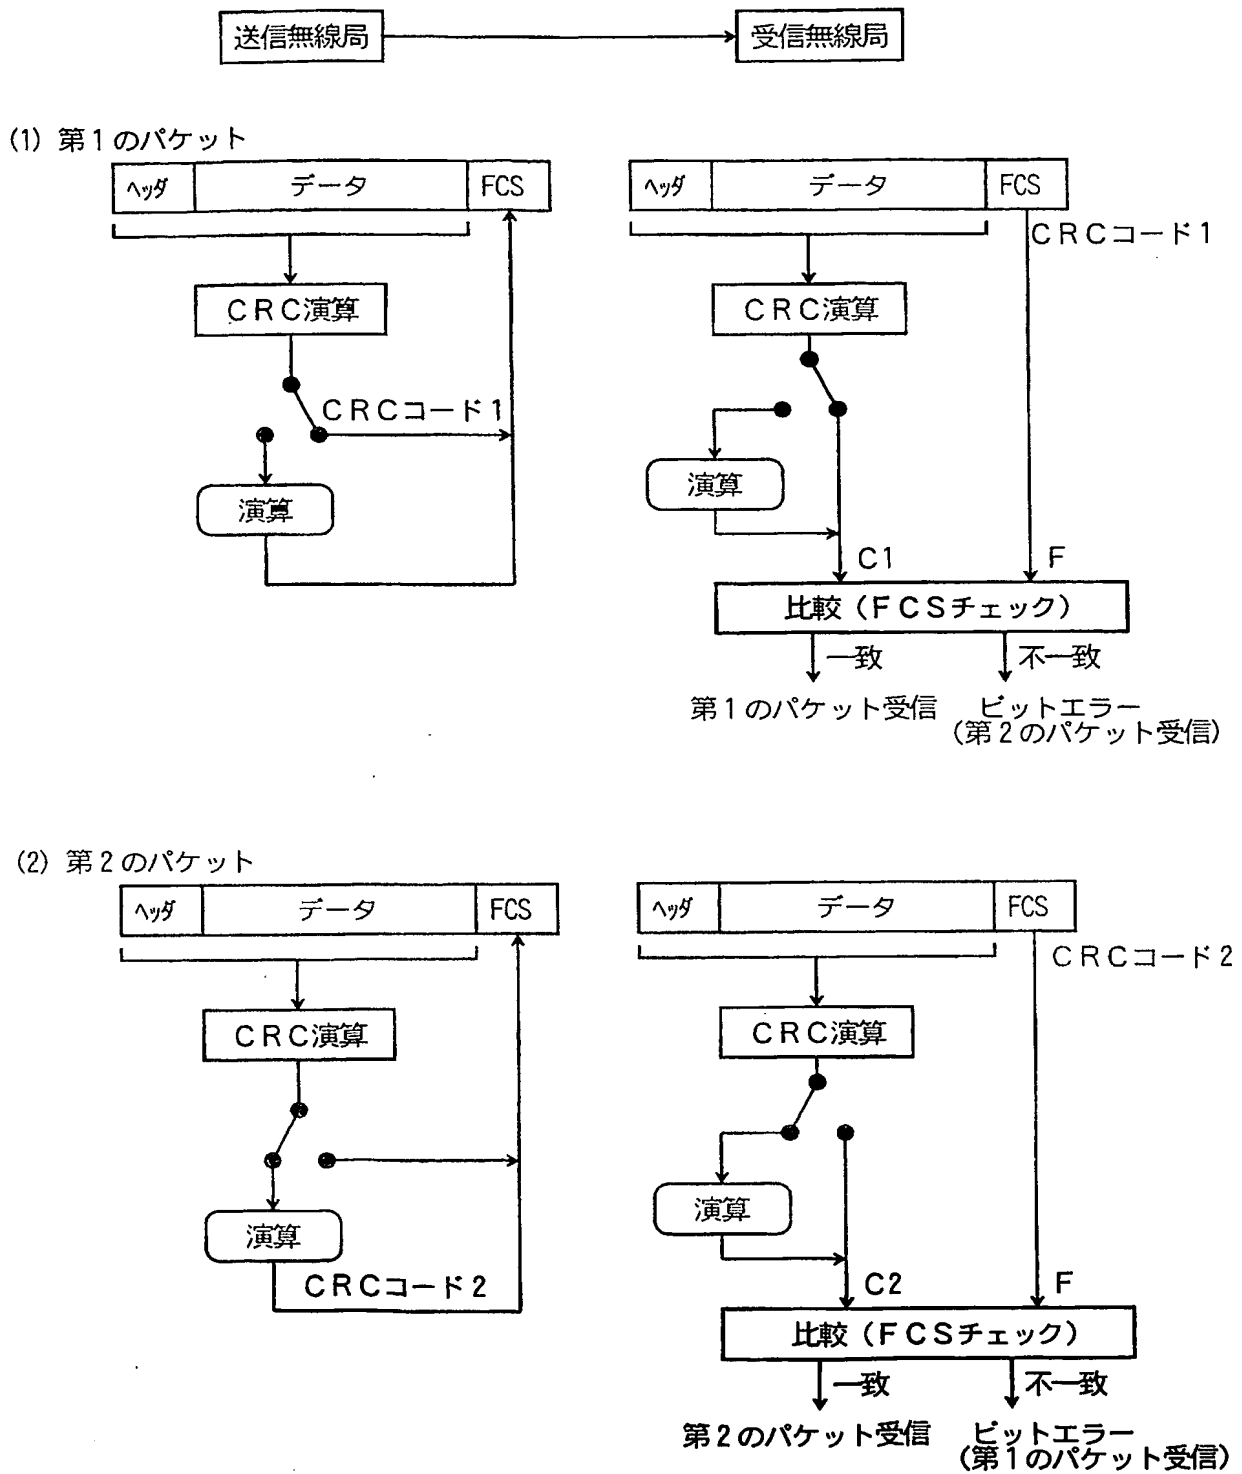 送信無線局 受信無線局
(1) 第1のパケット
ヘッダ データ FCS ヘッダ データ FCS
CRCコード1
CRC演算 CRC演算
CRCコード1
演算 演算
C1 F
比較(FCSチェック)
一致 不一致
第1のパケット受信 ビットエラー
(第2のパケット受信)
(2) 第2のパケット
ヘッダ データ FCS ヘッダ データ FCS
CRCコード2
CRC演算 CRC演算
演算 演算
CRCコード2 C2 F
比較(FCSチェック)
一致 不一致
第2のパケット受信 ビットエラー
(第1のパケット受信)